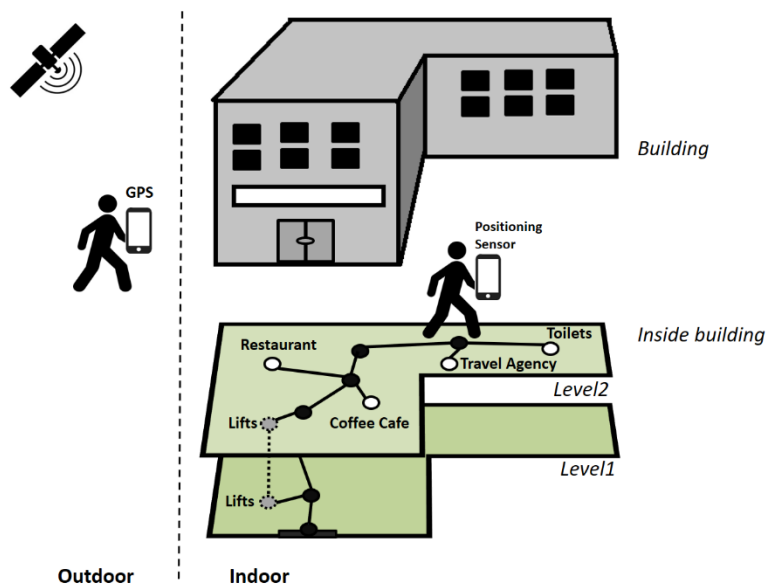 GPS
Building
Positioning
Sensor
Inside building
Restaurant
Toilets
Travel Agency
Level2
Lifts
Coffee Cafe
Level1
Lifts
Outdoor
Indoor